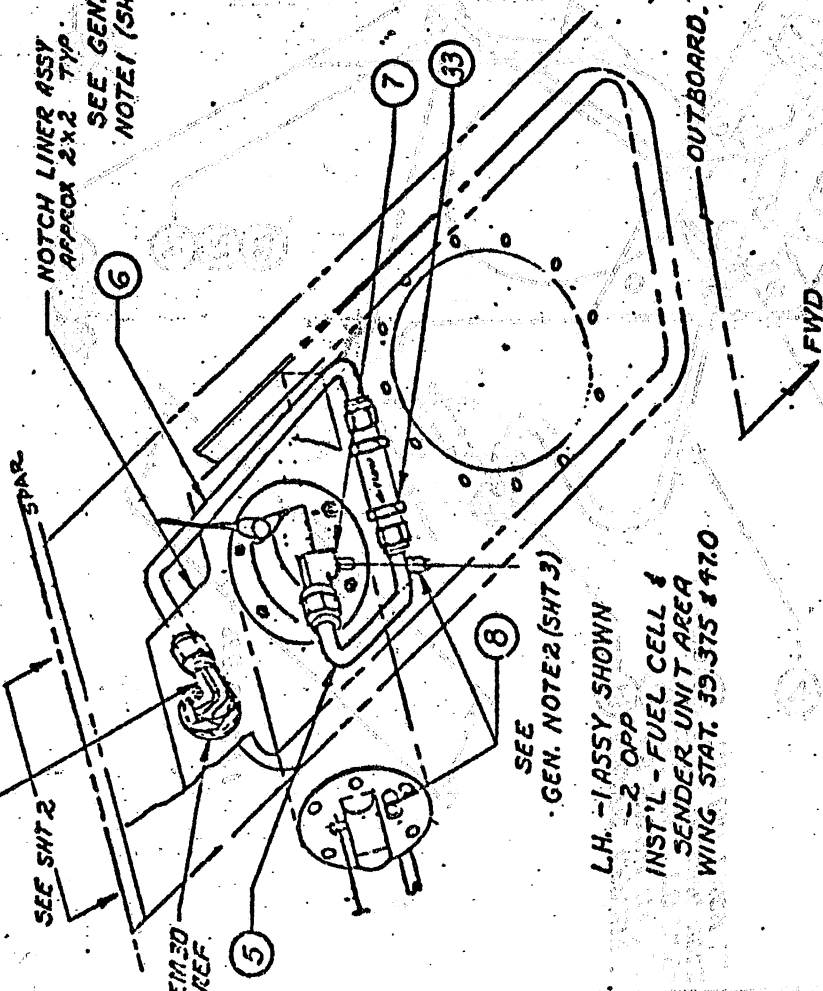 NOTCH LINER ASSY
APPROX 2X2 TYP.
SEE GEN.
NOTE 1 (SH
6
7
33
SPAR
SEE SHT 2
EM 30
REF.
5
8
SEE
GEN. NOTE 2 (SHT 3)
OUTBOARD
FWD
L.H. -1 ASSY SHOWN
-2 OPP
INST'L - FUEL CELL &
SENDER UNIT AREA
WING STAT. 39.375 & 47.0